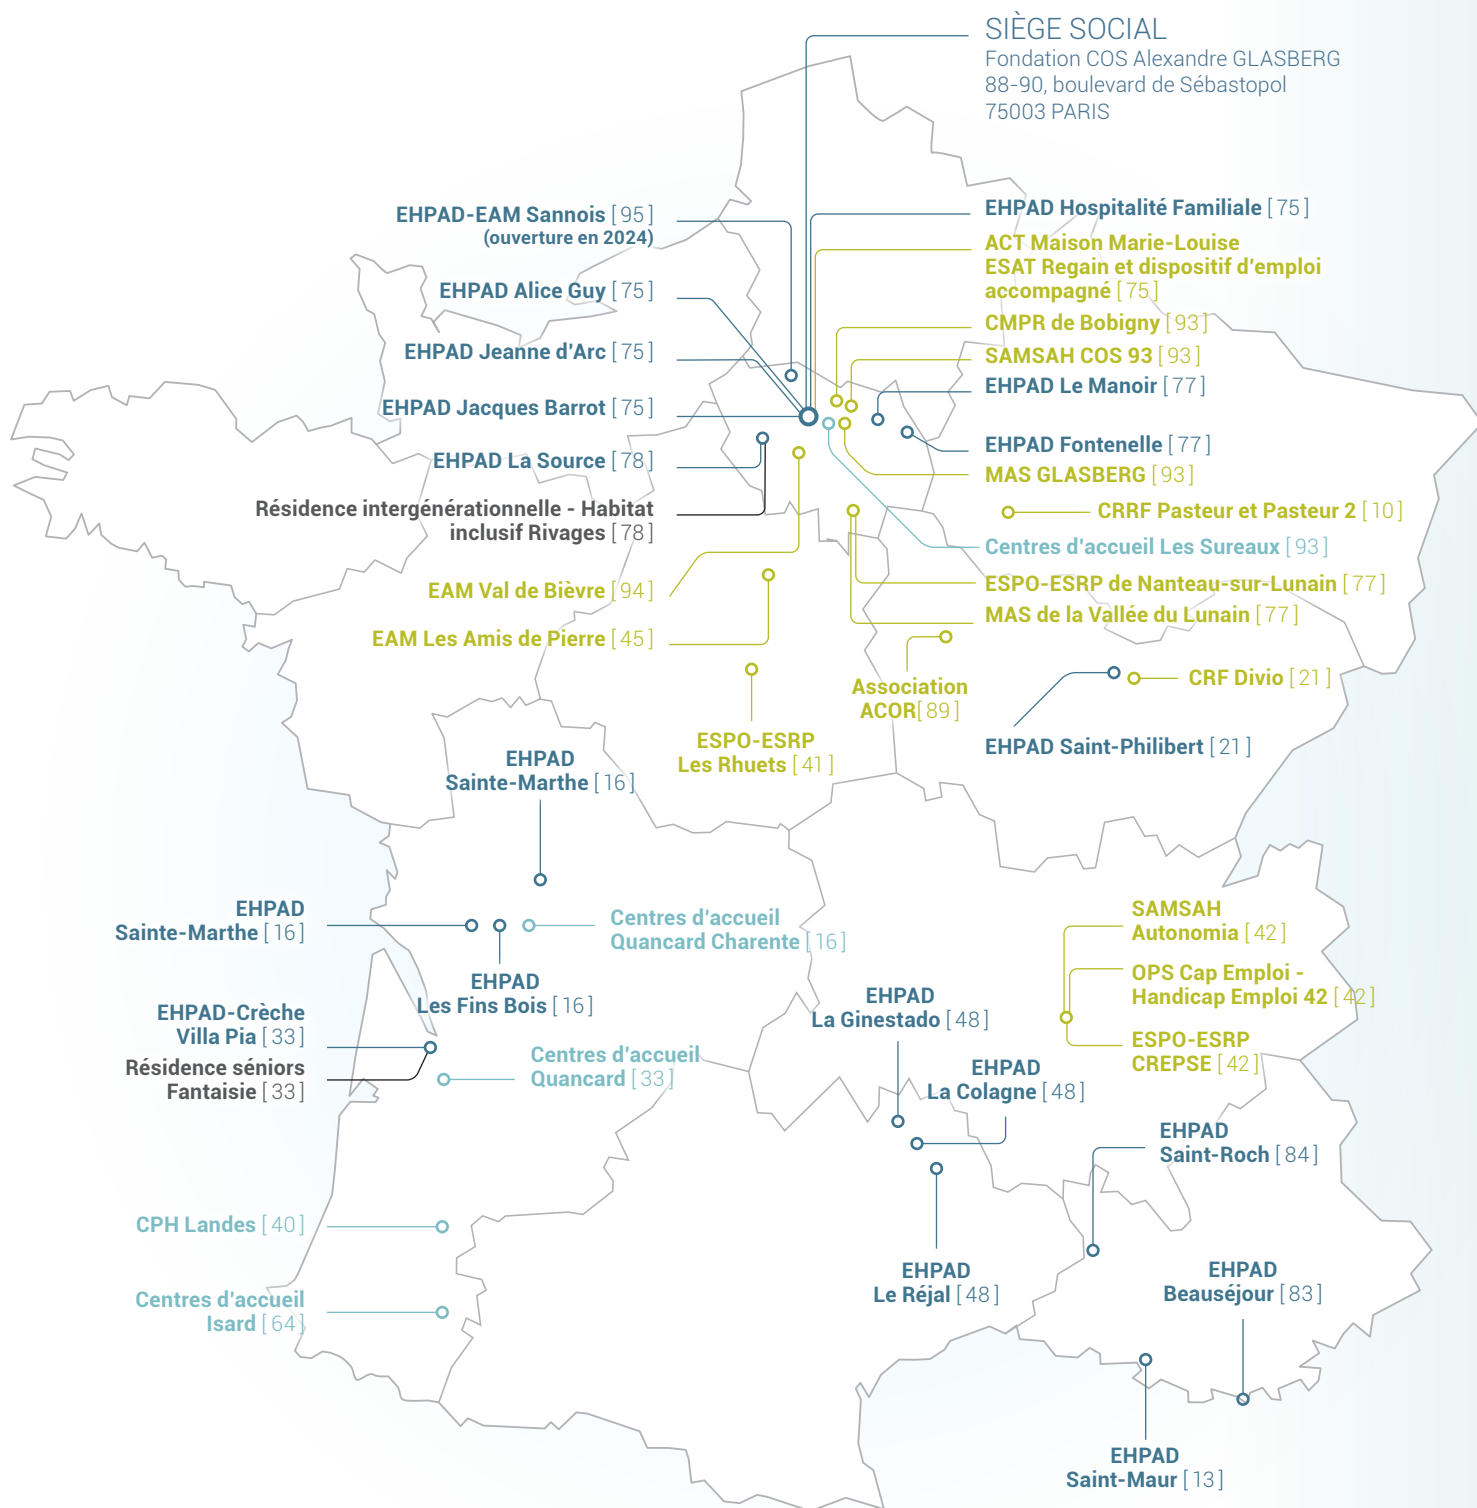 SIÈGE SOCIAL
Fondation COS Alexandre GLASBERG
88-90, boulevard de Sébastopol
75003 PARIS
EHPAD-EAM Sannois [95]
(ouverture en 2024)
EHPAD Alice Guy [75]
EHPAD Jeanne d'Arc [75]
EHPAD Jacques Barrot [75]
EHPAD La Source [78]
Résidence intergénérationnelle - Habitat
inclusif Rivages [78]
EAM Val de Bièvre [94]
EAM Les Amis de Pierre [45]
EHPAD Hospitalité Familiale [75]
ACT Maison Marie-Louise
ESAT Regain et dispositif d'emploi
accompagné [75]
CMPR de Bobigny [93]
SAMSAH COS 93 [93]
EHPAD Le Manoir [77]
EHPAD Fontenelle [77]
MAS GLASBERG [93]
CRRF Pasteur et Pasteur 2 [10]
Centres d'accueil Les Sureaux [93]
ESPO-ESRP de Nanteau-sur-Lunain [77]
MAS de la Vallée du Lunain [77]
Association
ACOR[89]
CRF Divio [21]
EHPAD Saint-Philibert [21]
ESPO-ESRP
Les Rhuets [41]
EHPAD
Sainte-Marthe [16]
EHPAD
Sainte-Marthe [16]
Centres d'accueil
Quancard Charente [16]
EHPAD
Les Fins Bois [16]
EHPAD-Crèche
Villa Pia [33]
Résidence séniors
Fantaisie [33]
Centres d'accueil
Quancard [33]
SAMSAH
Autonomia [42]
OPS Cap Emploi -
Handicap Emploi 42 [42]
ESPO-ESRP
CREPSE [42]
EHPAD
La Ginestado [48]
EHPAD
La Colagne [48]
EHPAD
Saint-Roch [84]
CPH Landes [40]
Centres d'accueil
Isard [64]
EHPAD
Le Réjal [48]
EHPAD
Beauséjour [83]
EHPAD
Saint-Maur [13]